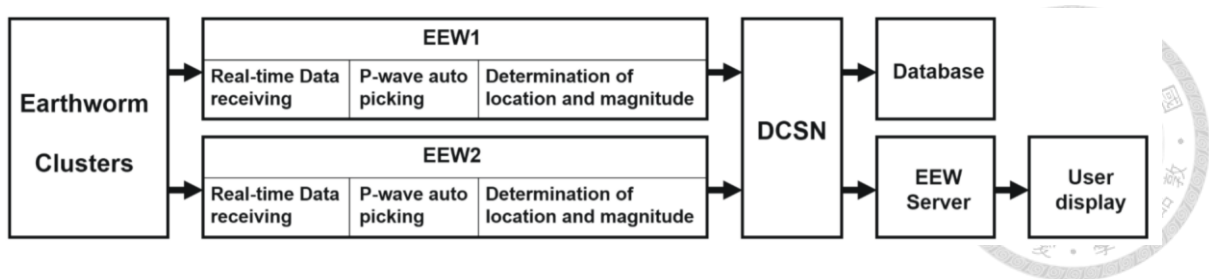 Earthworm
Clusters
EEW1
Real-time Data
receiving
P-wave auto
picking
Determination of
location and magnitude
EEW2
Real-time Data
receiving
P-wave auto
picking
Determination of
location and magnitude
DCSN
Database
EEW
Server
User
display